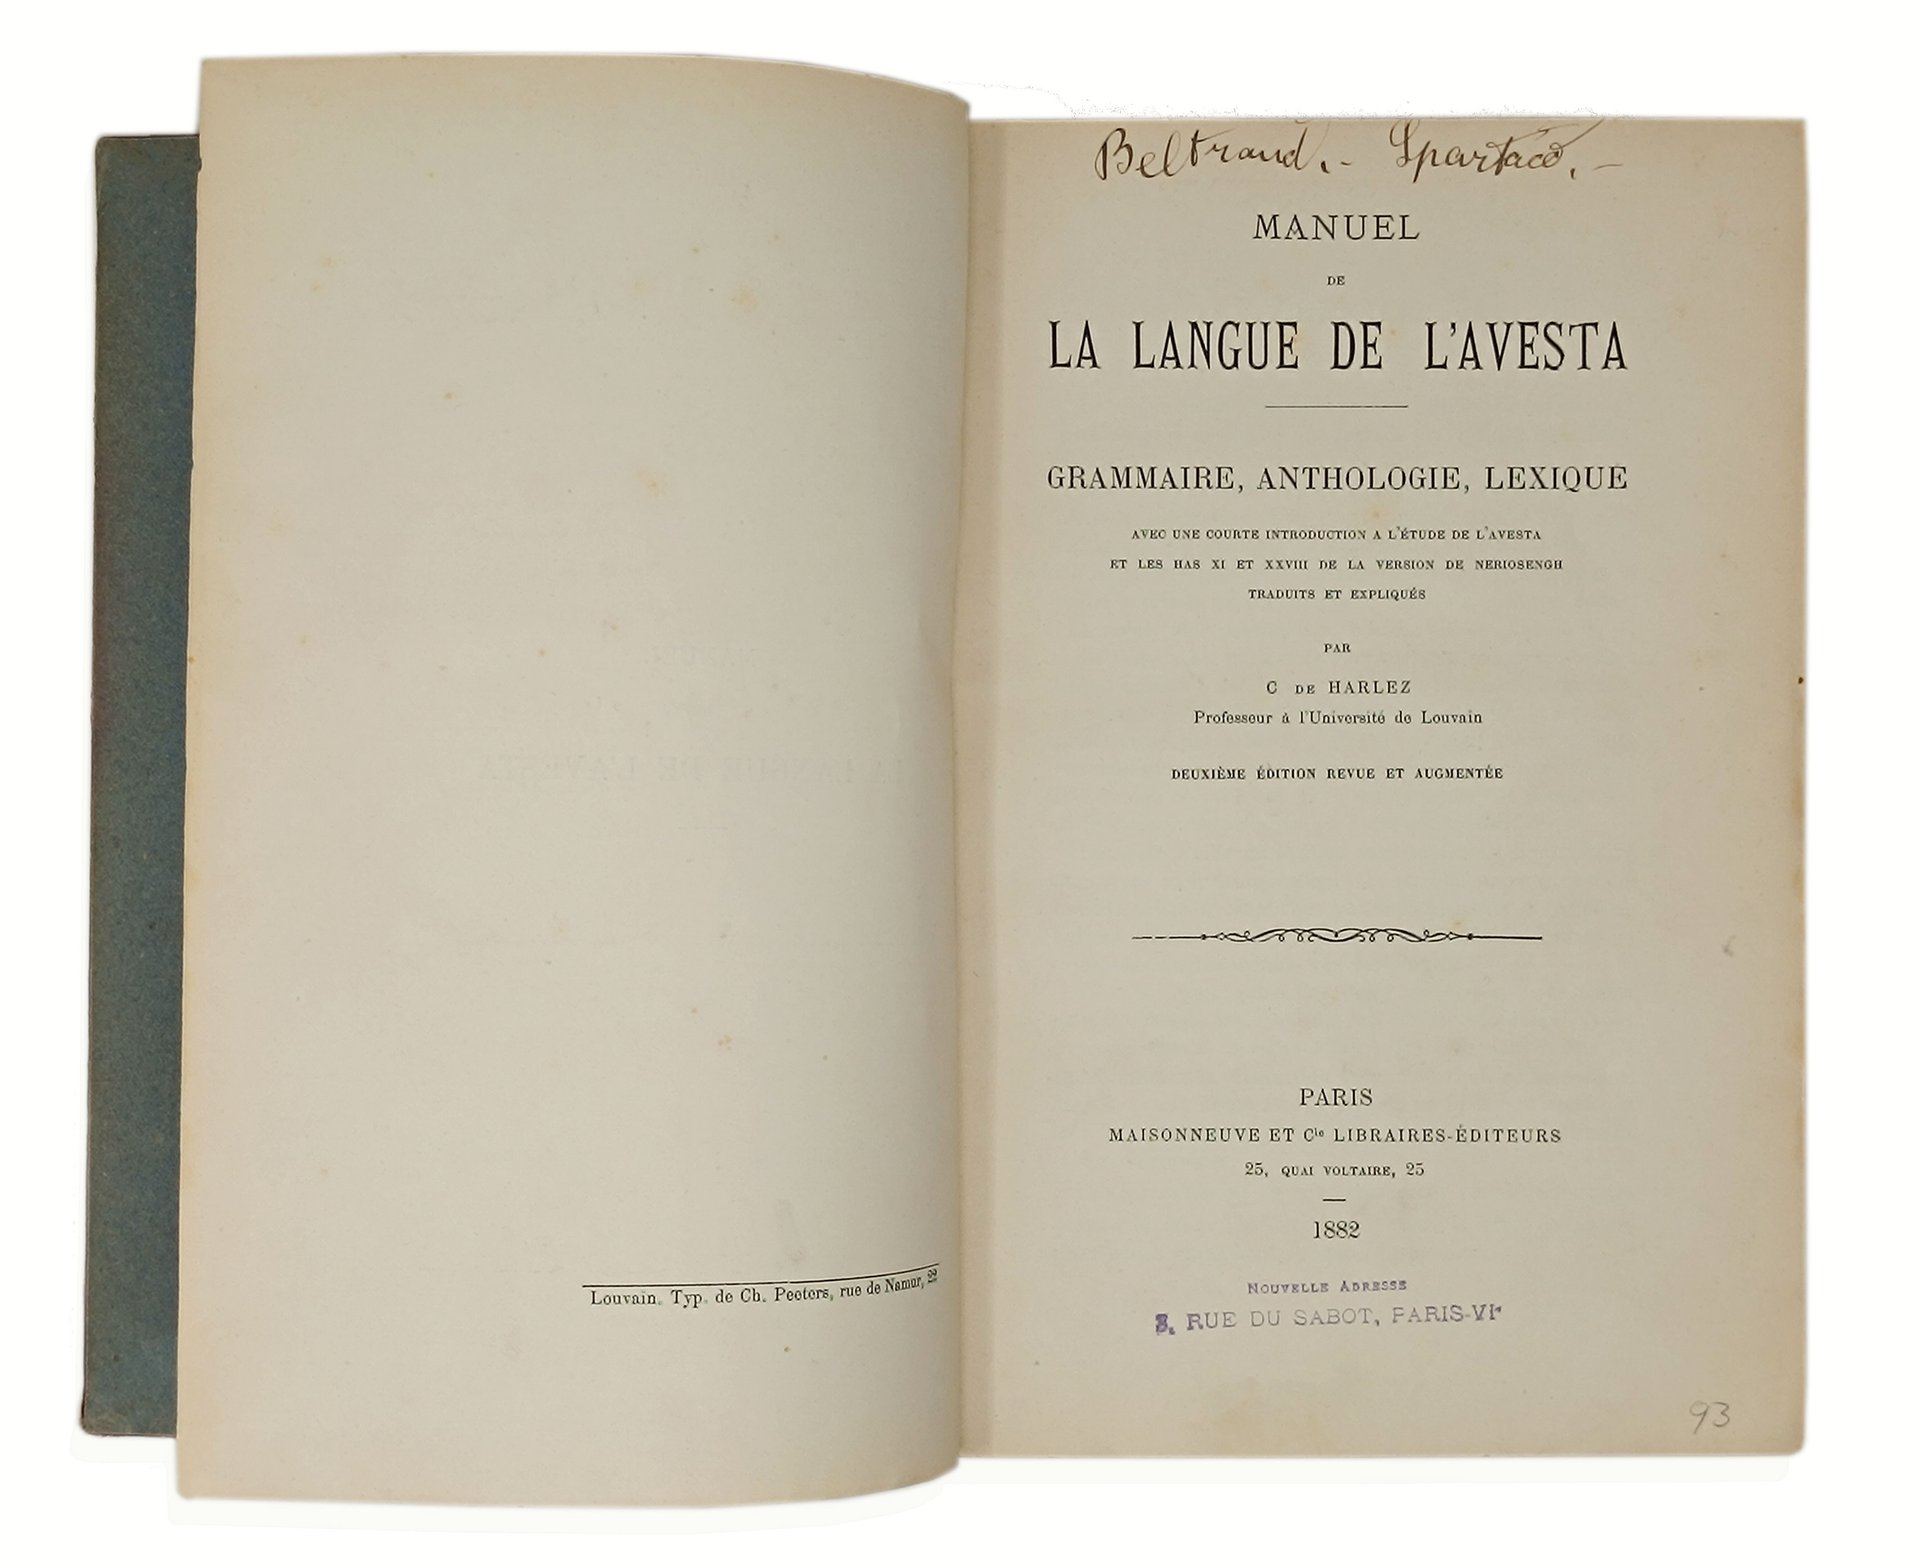 Louvain. Typ. de Ch. Peeters, rue de Namur, 22
Beltrand. - Spartaco. -
MANUEL
DE
LA LANGUE DE L'AVESTA
GRAMMAIRE, ANTHOLOGIE, LEXIQUE
AVEC UNE COURTE INTRODUCTION A L'ÉTUDE DE L'AVESTA
ET LES HAS XI ET XXVIII DE LA VERSION DE NERIOSENGH
TRADUITS ET EXPLIQUÉS
PAR
C DE HARLEZ
Professeur à l'Université de Louvain
DEUXIÈME ÉDITION REVUE ET AUGMENTÉE
PARIS
MAISONNEUVE ET Cie LIBRAIRES-ÉDITEURS
25, QUAI VOLTAIRE, 25
1882
NOUVELLE ADRESSE
RUE DU SABOT, PARIS-VIe
93